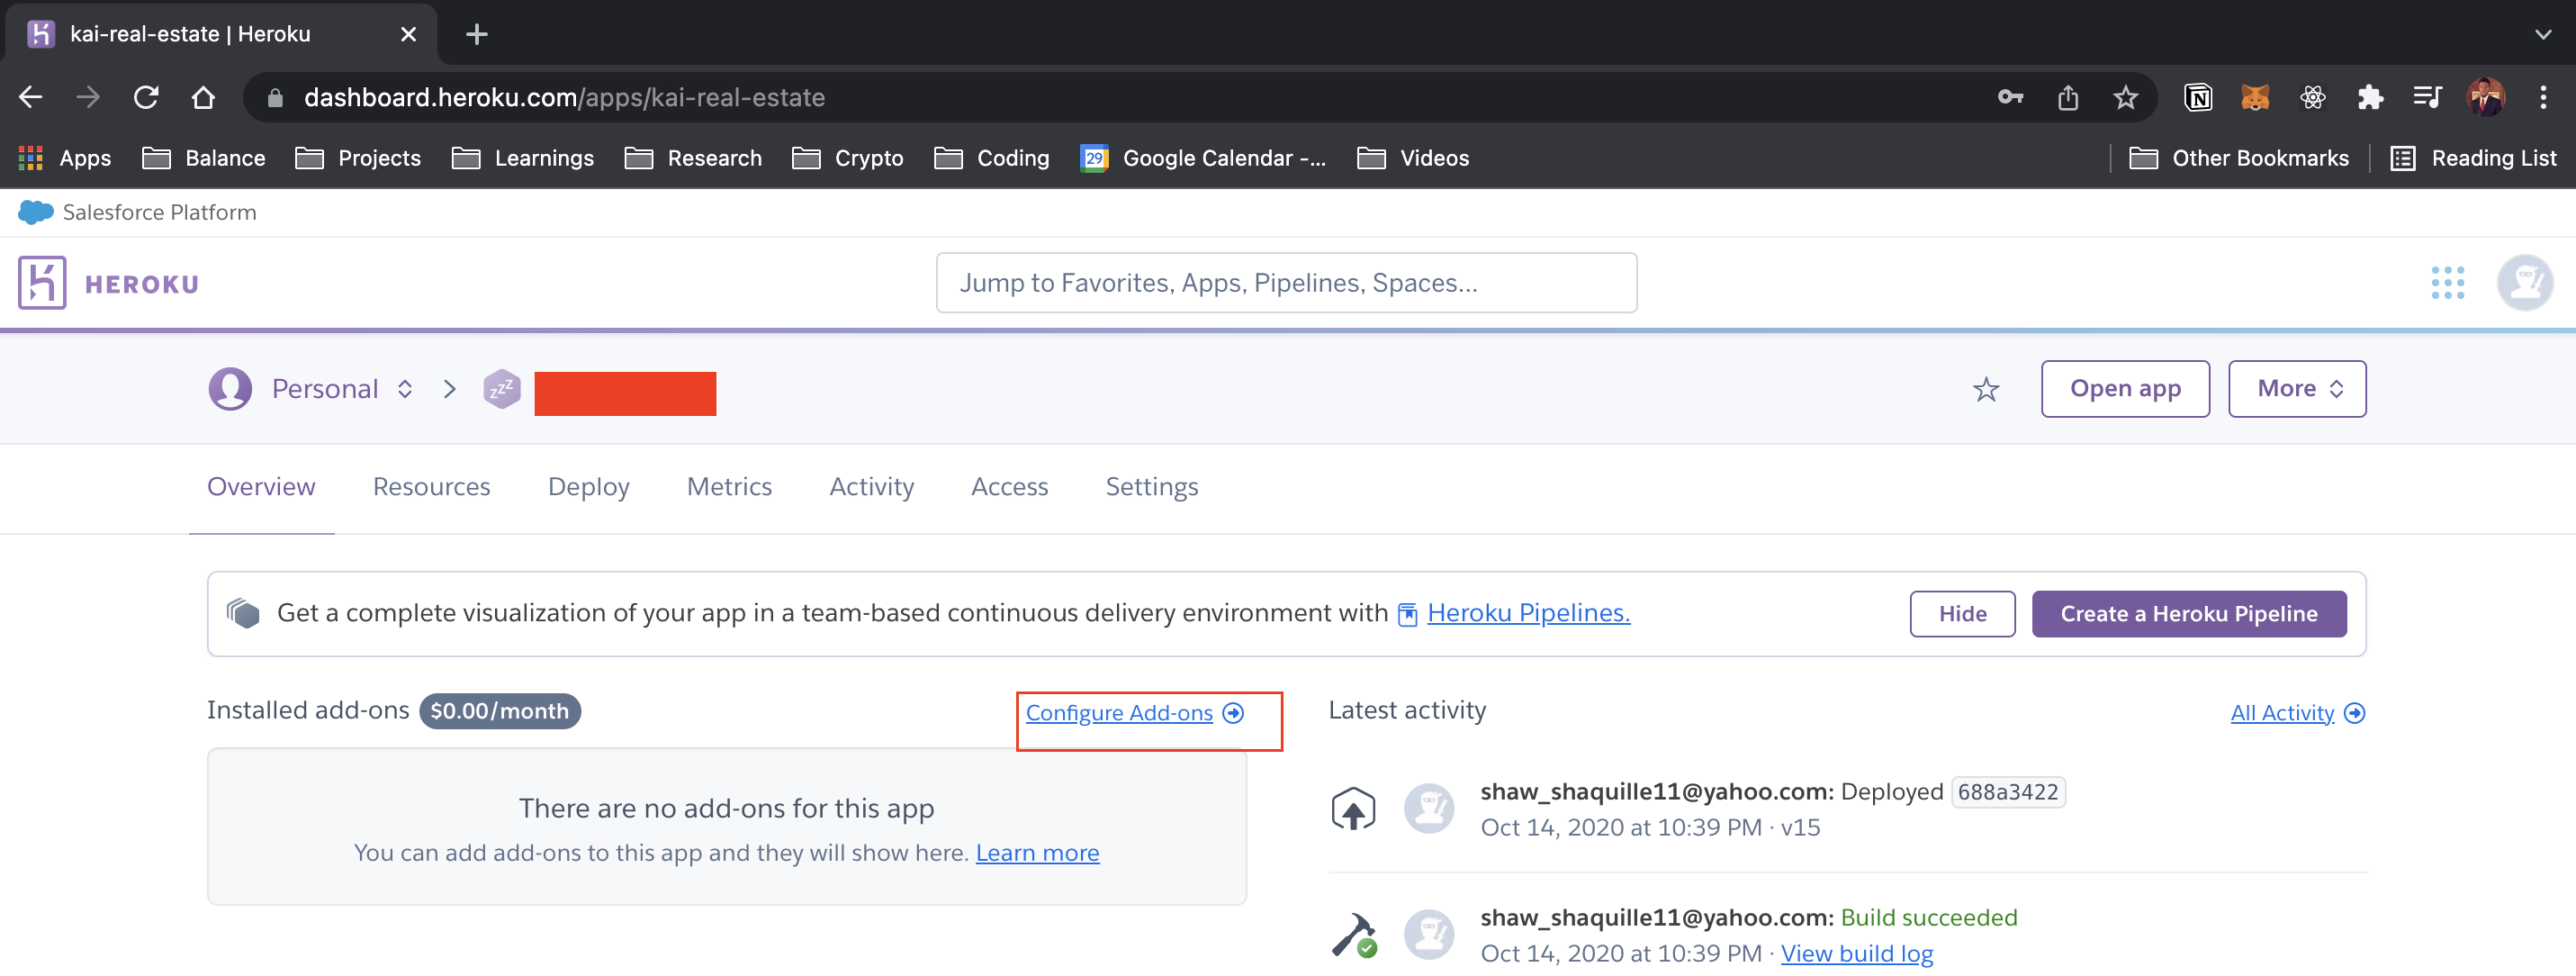 kai-real-estate | Heroku
dashboard.heroku.com/apps/kai-real-estate
Apps Balance Projects Learnings Research Crypto Coding 29 Google Calendar -... Videos Other Bookmarks Reading List
Salesforce Platform
HEROKU Jump to Favorites, Apps, Pipelines, Spaces...
Personal zzz Open app More
Overview Resources Deploy Metrics Activity Access Settings
Get a complete visualization of your app in a team-based continuous delivery environment with Heroku Pipelines. Hide Create a Heroku Pipeline
Installed add-ons $0.00/month Configure Add-ons
There are no add-ons for this app
You can add add-ons to this app and they will show here. Learn more
Latest activity All Activity
shaw_shaquille11@yahoo.com: Deployed 688a3422
Oct 14, 2020 at 10:39 PM · v15
shaw_shaquille11@yahoo.com: Build succeeded
Oct 14, 2020 at 10:39 PM · View build log